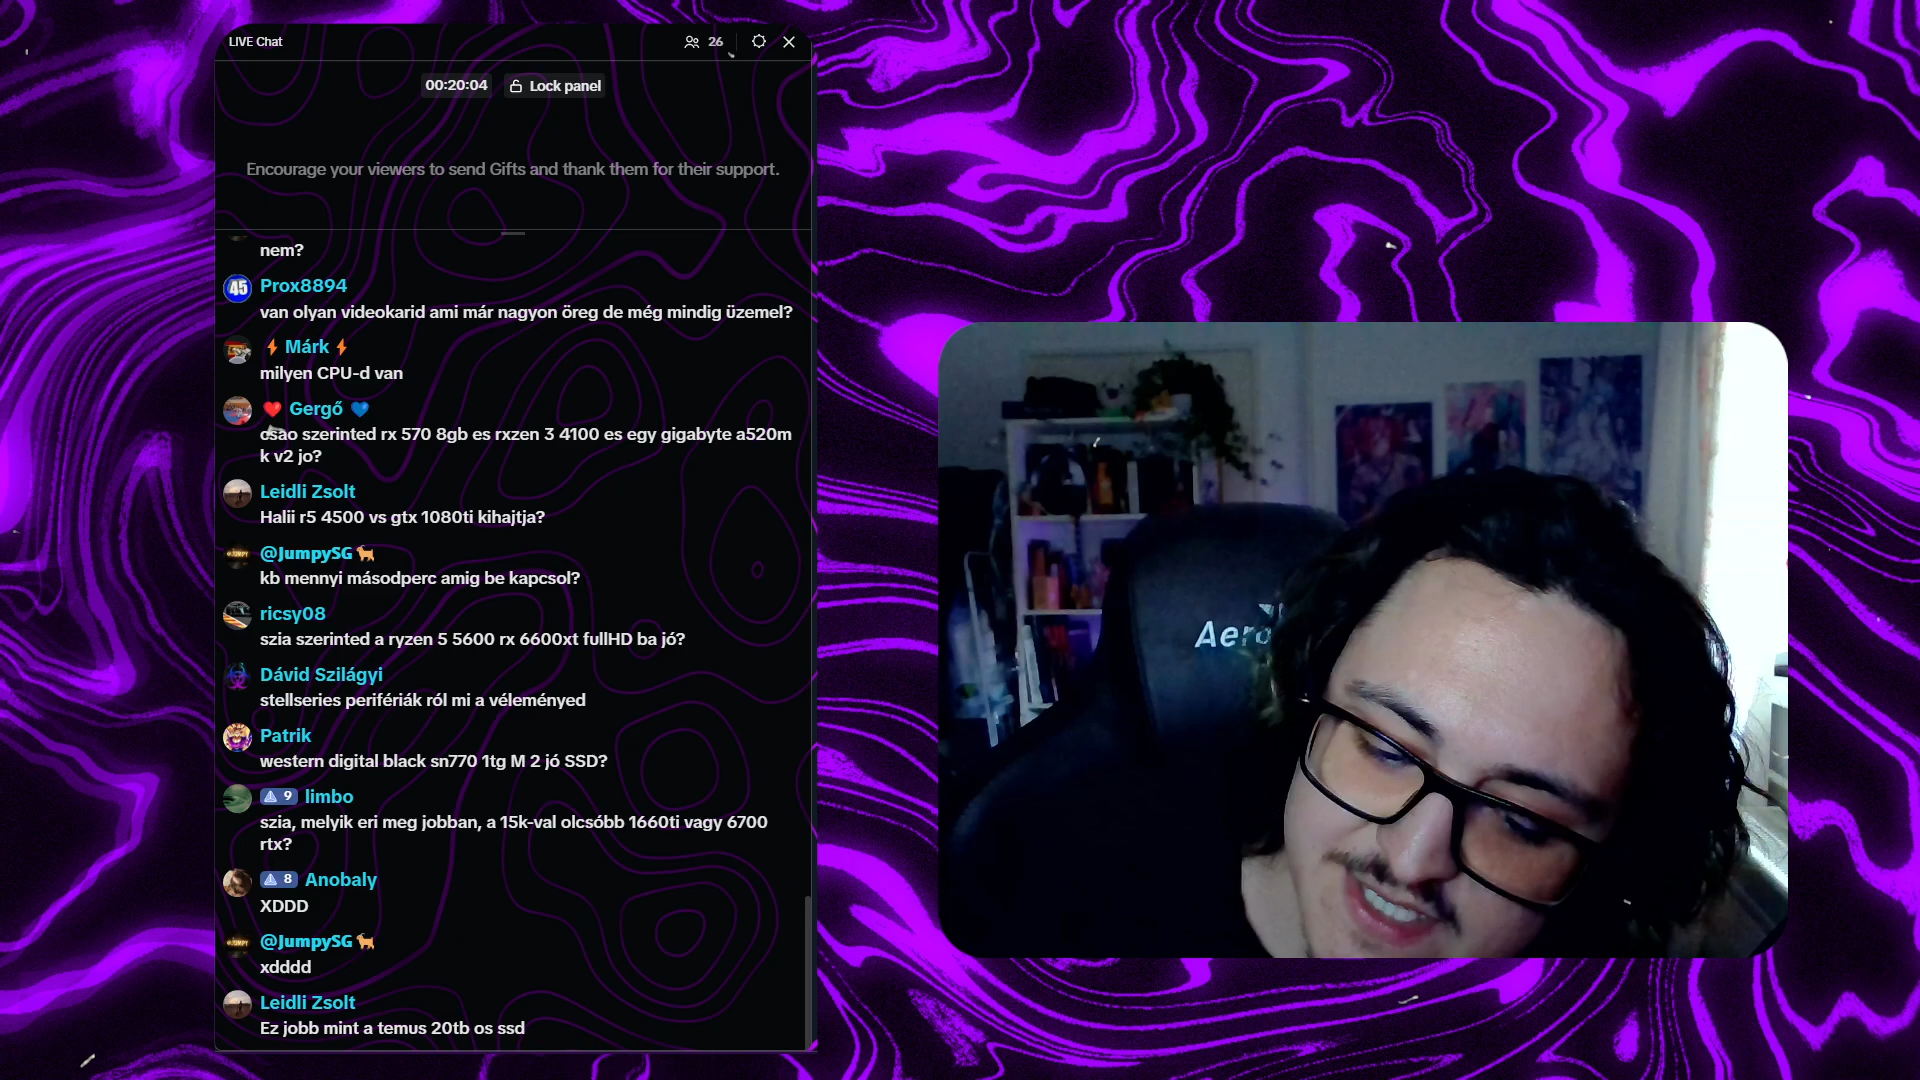 LIVE Chat
26
00:20:04
Lock panel
Encourage your viewers to send Gifts and thank them for their support.
nem?
45
Prox8894
van olyan videokarid ami már nagyon öreg de még mindig üzemel?
⚡ Márk ⚡
milyen CPU-d van
❤️ Gergő 💙
csao szerinted rx 570 8gb es rxzen 3 4100 es egy gigabyte a520m
k v2 jo?
Leidli Zsolt
Halii r5 4500 vs gtx 1080ti kihajtja?
@JumpySG 🐐
kb mennyi másodperc amig be kapcsol?
ricsy08
szia szerinted a ryzen 5 5600 rx 6600xt fullHD ba jó?
Dávid Szilágyi
stellseries perifériák ról mi a véleményed
Patrik
western digital black sn770 1tg M 2 jó SSD?
9 limbo
szia, melyik eri meg jobban, a 15k-val olcsóbb 1660ti vagy 6700
rtx?
8 Anobaly
XDDD
@JumpySG 🐐
xdddd
Leidli Zsolt
Ez jobb mint a temus 20tb os ssd